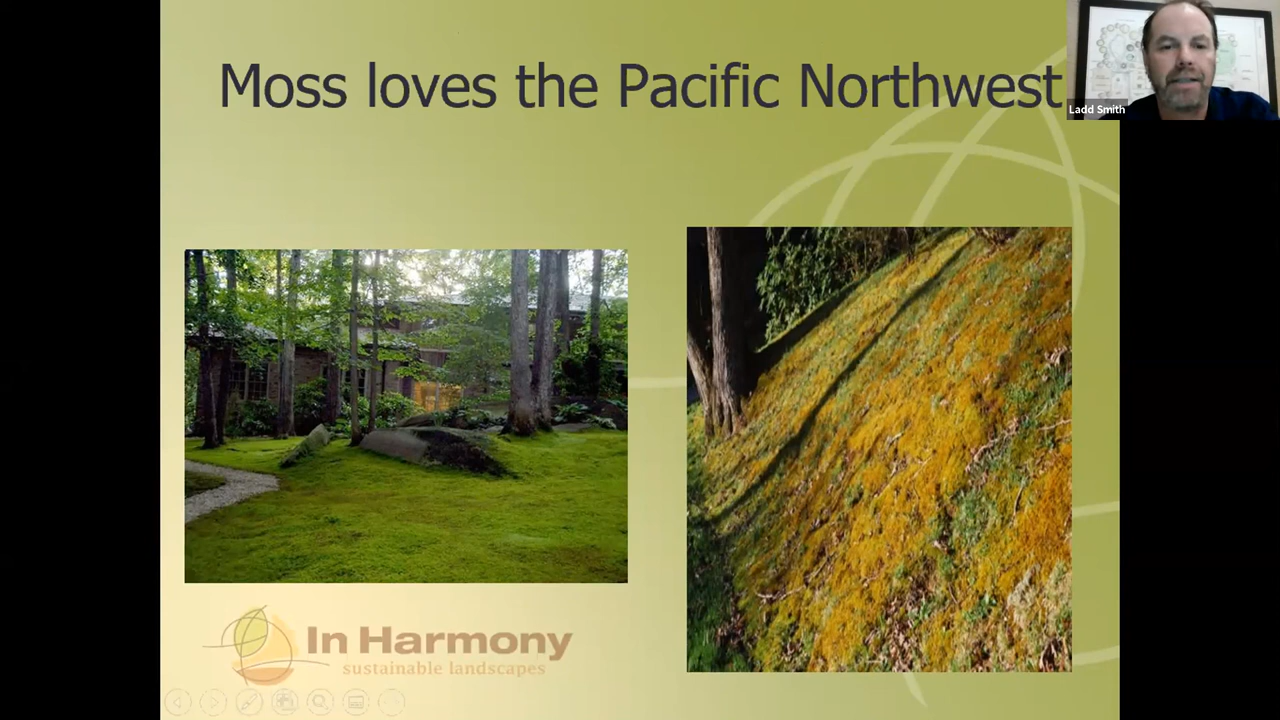 Moss loves the Pacific Northwest
Ladd Smith
In Harmony
sustainable landscapes